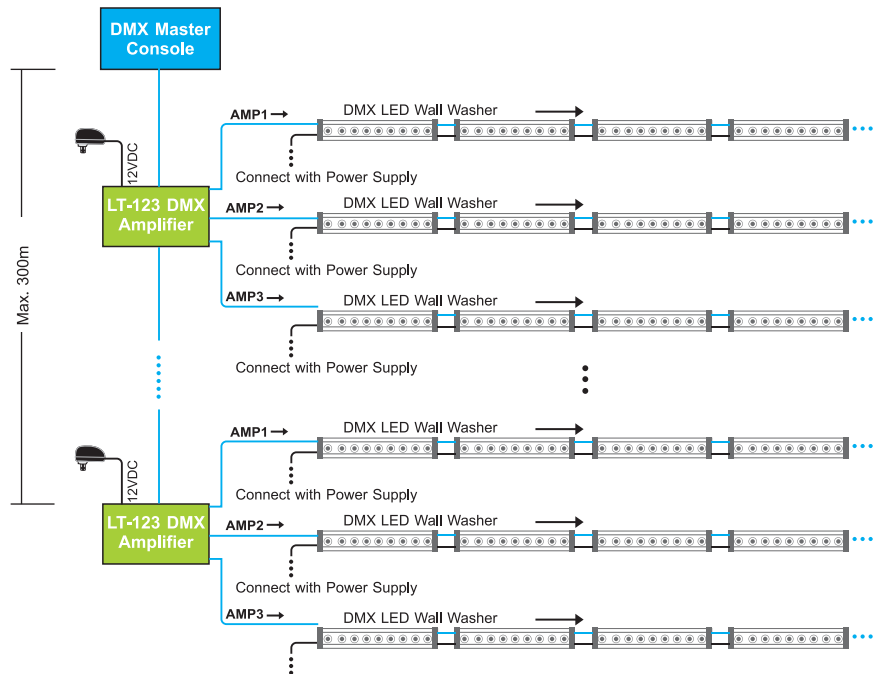 DMX Master
Console
AMP1
DMX LED Wall Washer
12VDC
Connect with Power Supply
LT-123 DMX
Amplifier
AMP2
DMX LED Wall Washer
Connect with Power Supply
Max. 300m
AMP3
DMX LED Wall Washer
Connect with Power Supply
AMP1
DMX LED Wall Washer
12VDC
Connect with Power Supply
LT-123 DMX
Amplifier
AMP2
DMX LED Wall Washer
Connect with Power Supply
AMP3
DMX LED Wall Washer